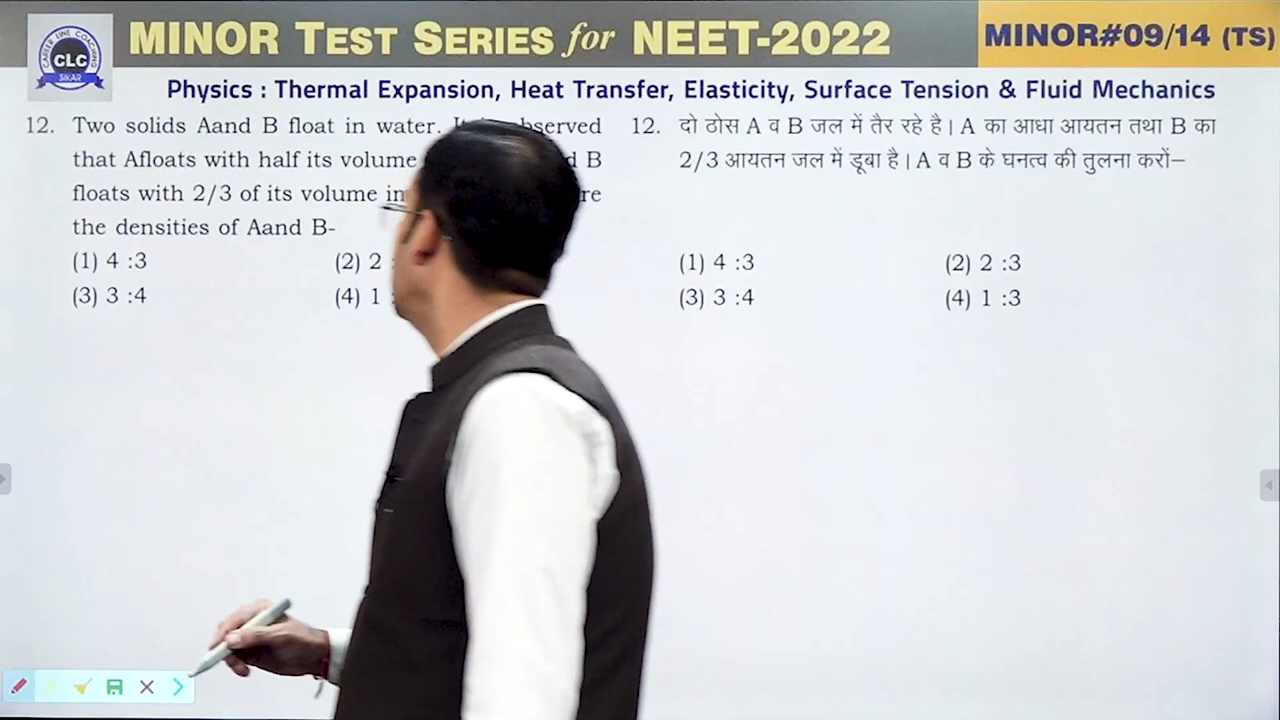 MINOR TEST SERIES for NEET-2022
MINOR#09/14 (TS)
CAREER LINE COACHING
CLC
SIKAR
Physics : Thermal Expansion, Heat Transfer, Elasticity, Surface Tension & Fluid Mechanics
12. Two solids Aand B float in water. observed
that Afloats with half its volume B
floats with 2/3 of its volume in
the densities of Aand B-
(1) 4 :3 (2) 2
(3) 3 :4 (4) 1
12. दो ठोस A व B जल में तैर रहे है। A का आधा आयतन तथा B का
2/3 आयतन जल में डूबा है। A व B के घनत्व की तुलना करों–
(1) 4 :3 (2) 2 :3
(3) 3 :4 (4) 1 :3